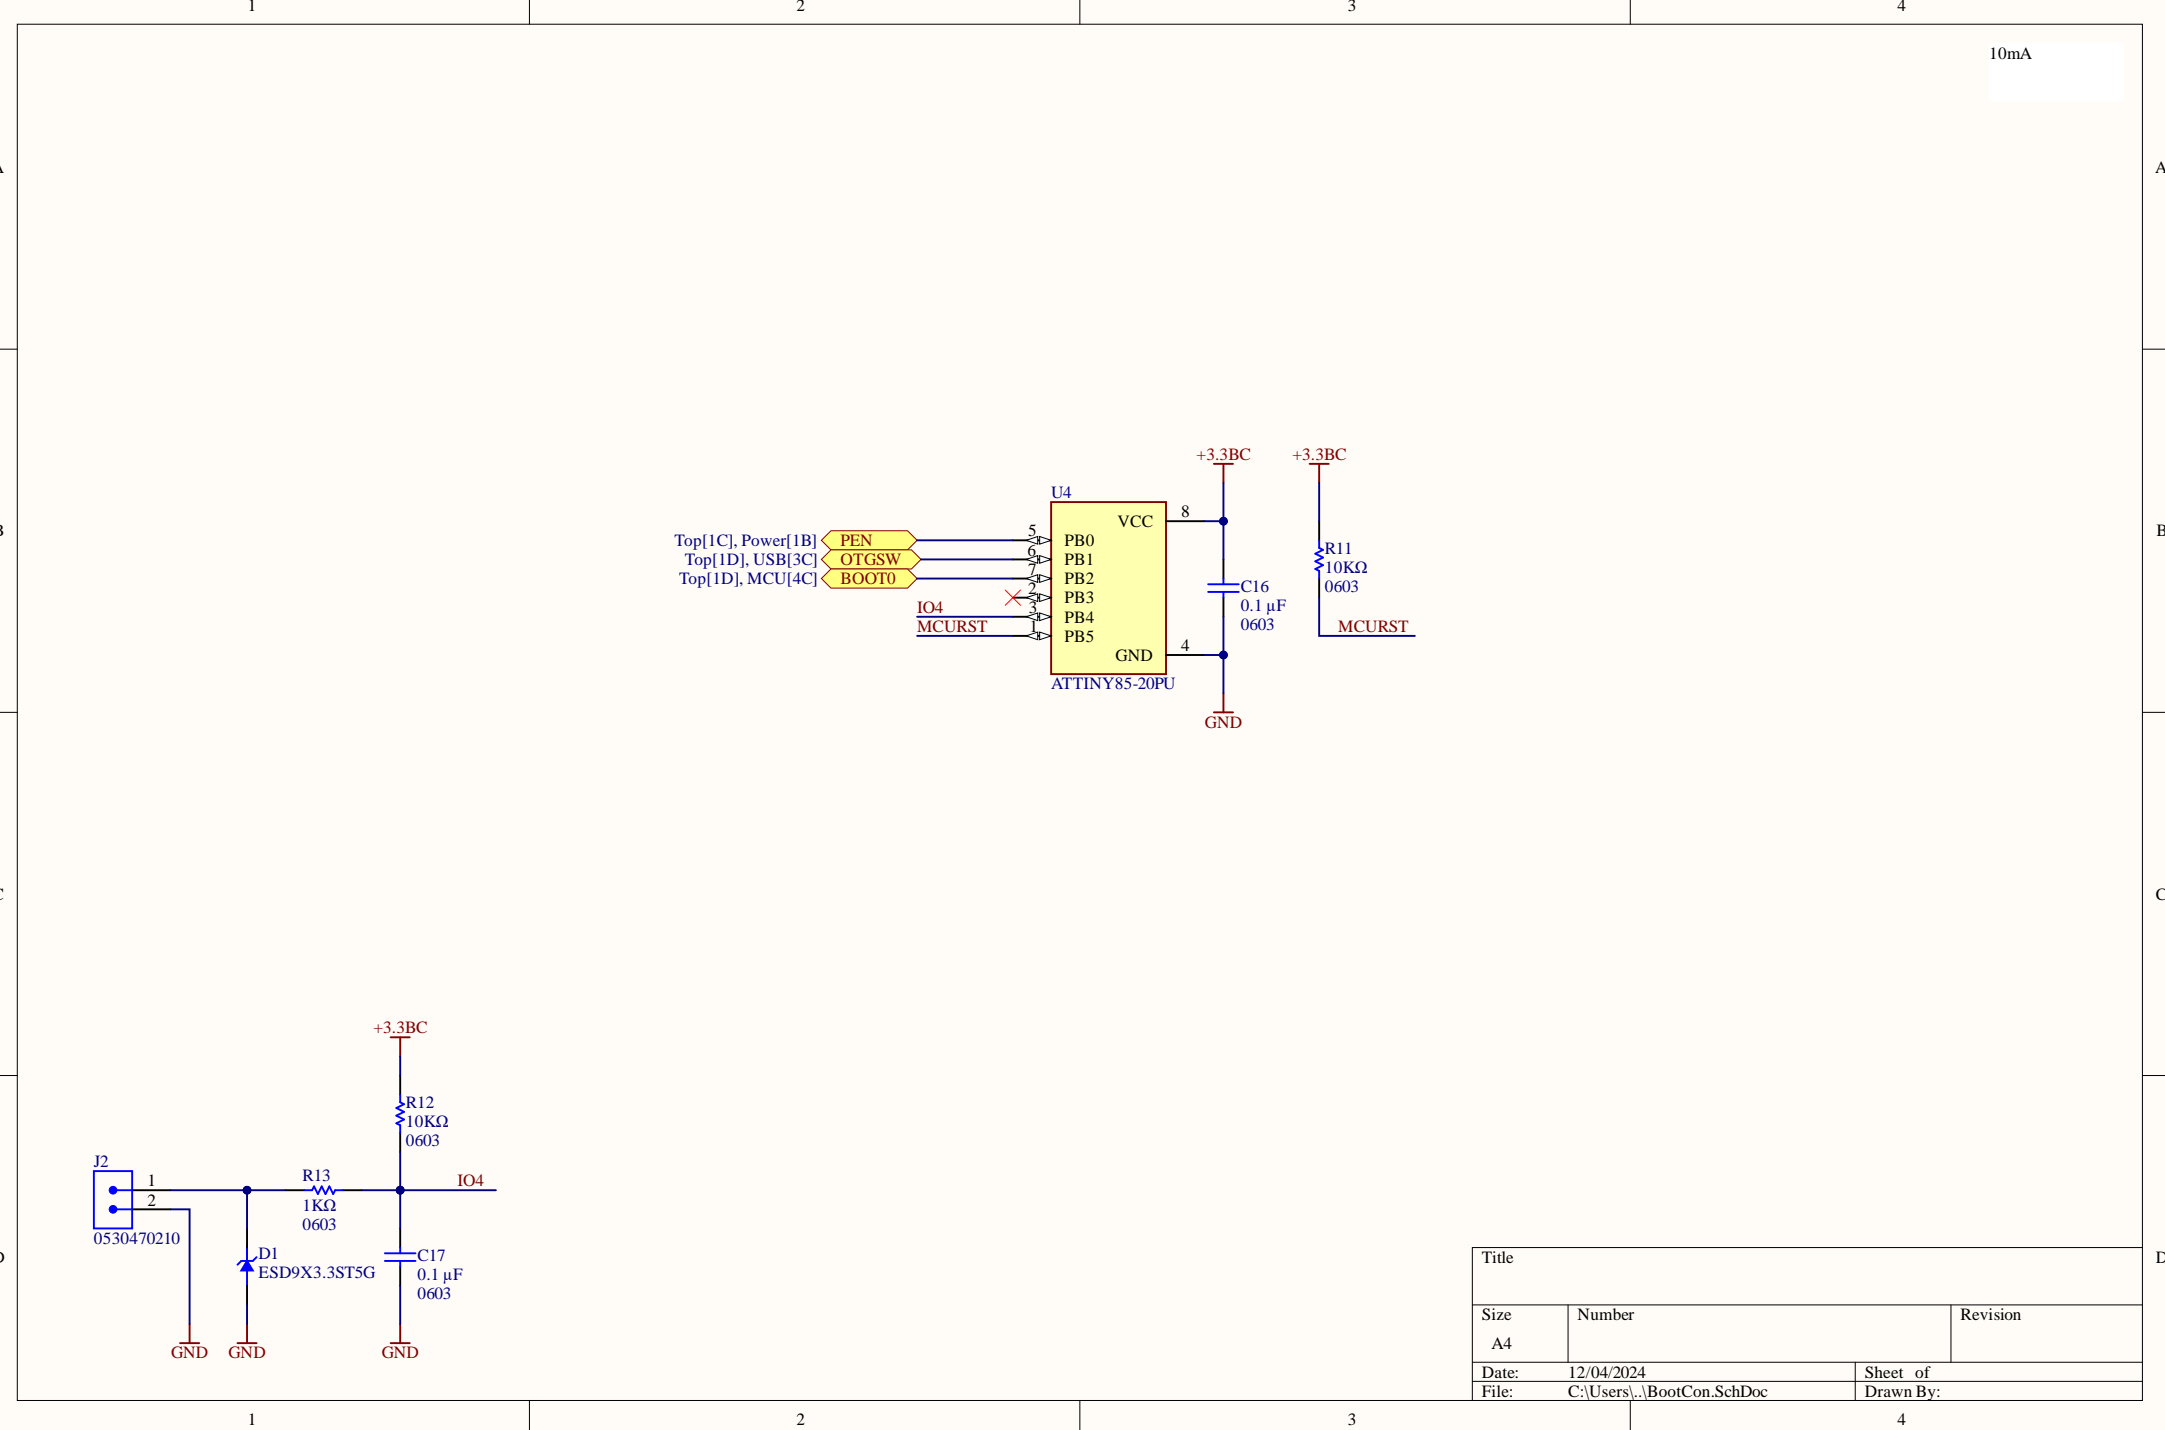 1 2 3 4
10mA
A A
+3.3BC +3.3BC
U4
VCC 8
Top[1C], Power[1B] PEN 5 PB0
Top[1D], USB[3C] OTGSW 6 PB1
Top[1D], MCU[4C] BOOT0 7 PB2
2 PB3
IO4 3 PB4
MCURST 1 PB5
GND 4
ATTINY85-20PU
C16
0.1 µF
0603
R11
10KΩ
0603
MCURST
GND
B B
C C
+3.3BC
R12
10KΩ
0603
J2
1
2
0530470210
R13
1KΩ
0603
IO4
D1
ESD9X3.3ST5G
C17
0.1 µF
0603
GND GND GND
D D
Title
Size Number Revision
A4
Date: 12/04/2024 Sheet of
File: C:\Users\..\BootCon.SchDoc Drawn By:
1 2 3 4